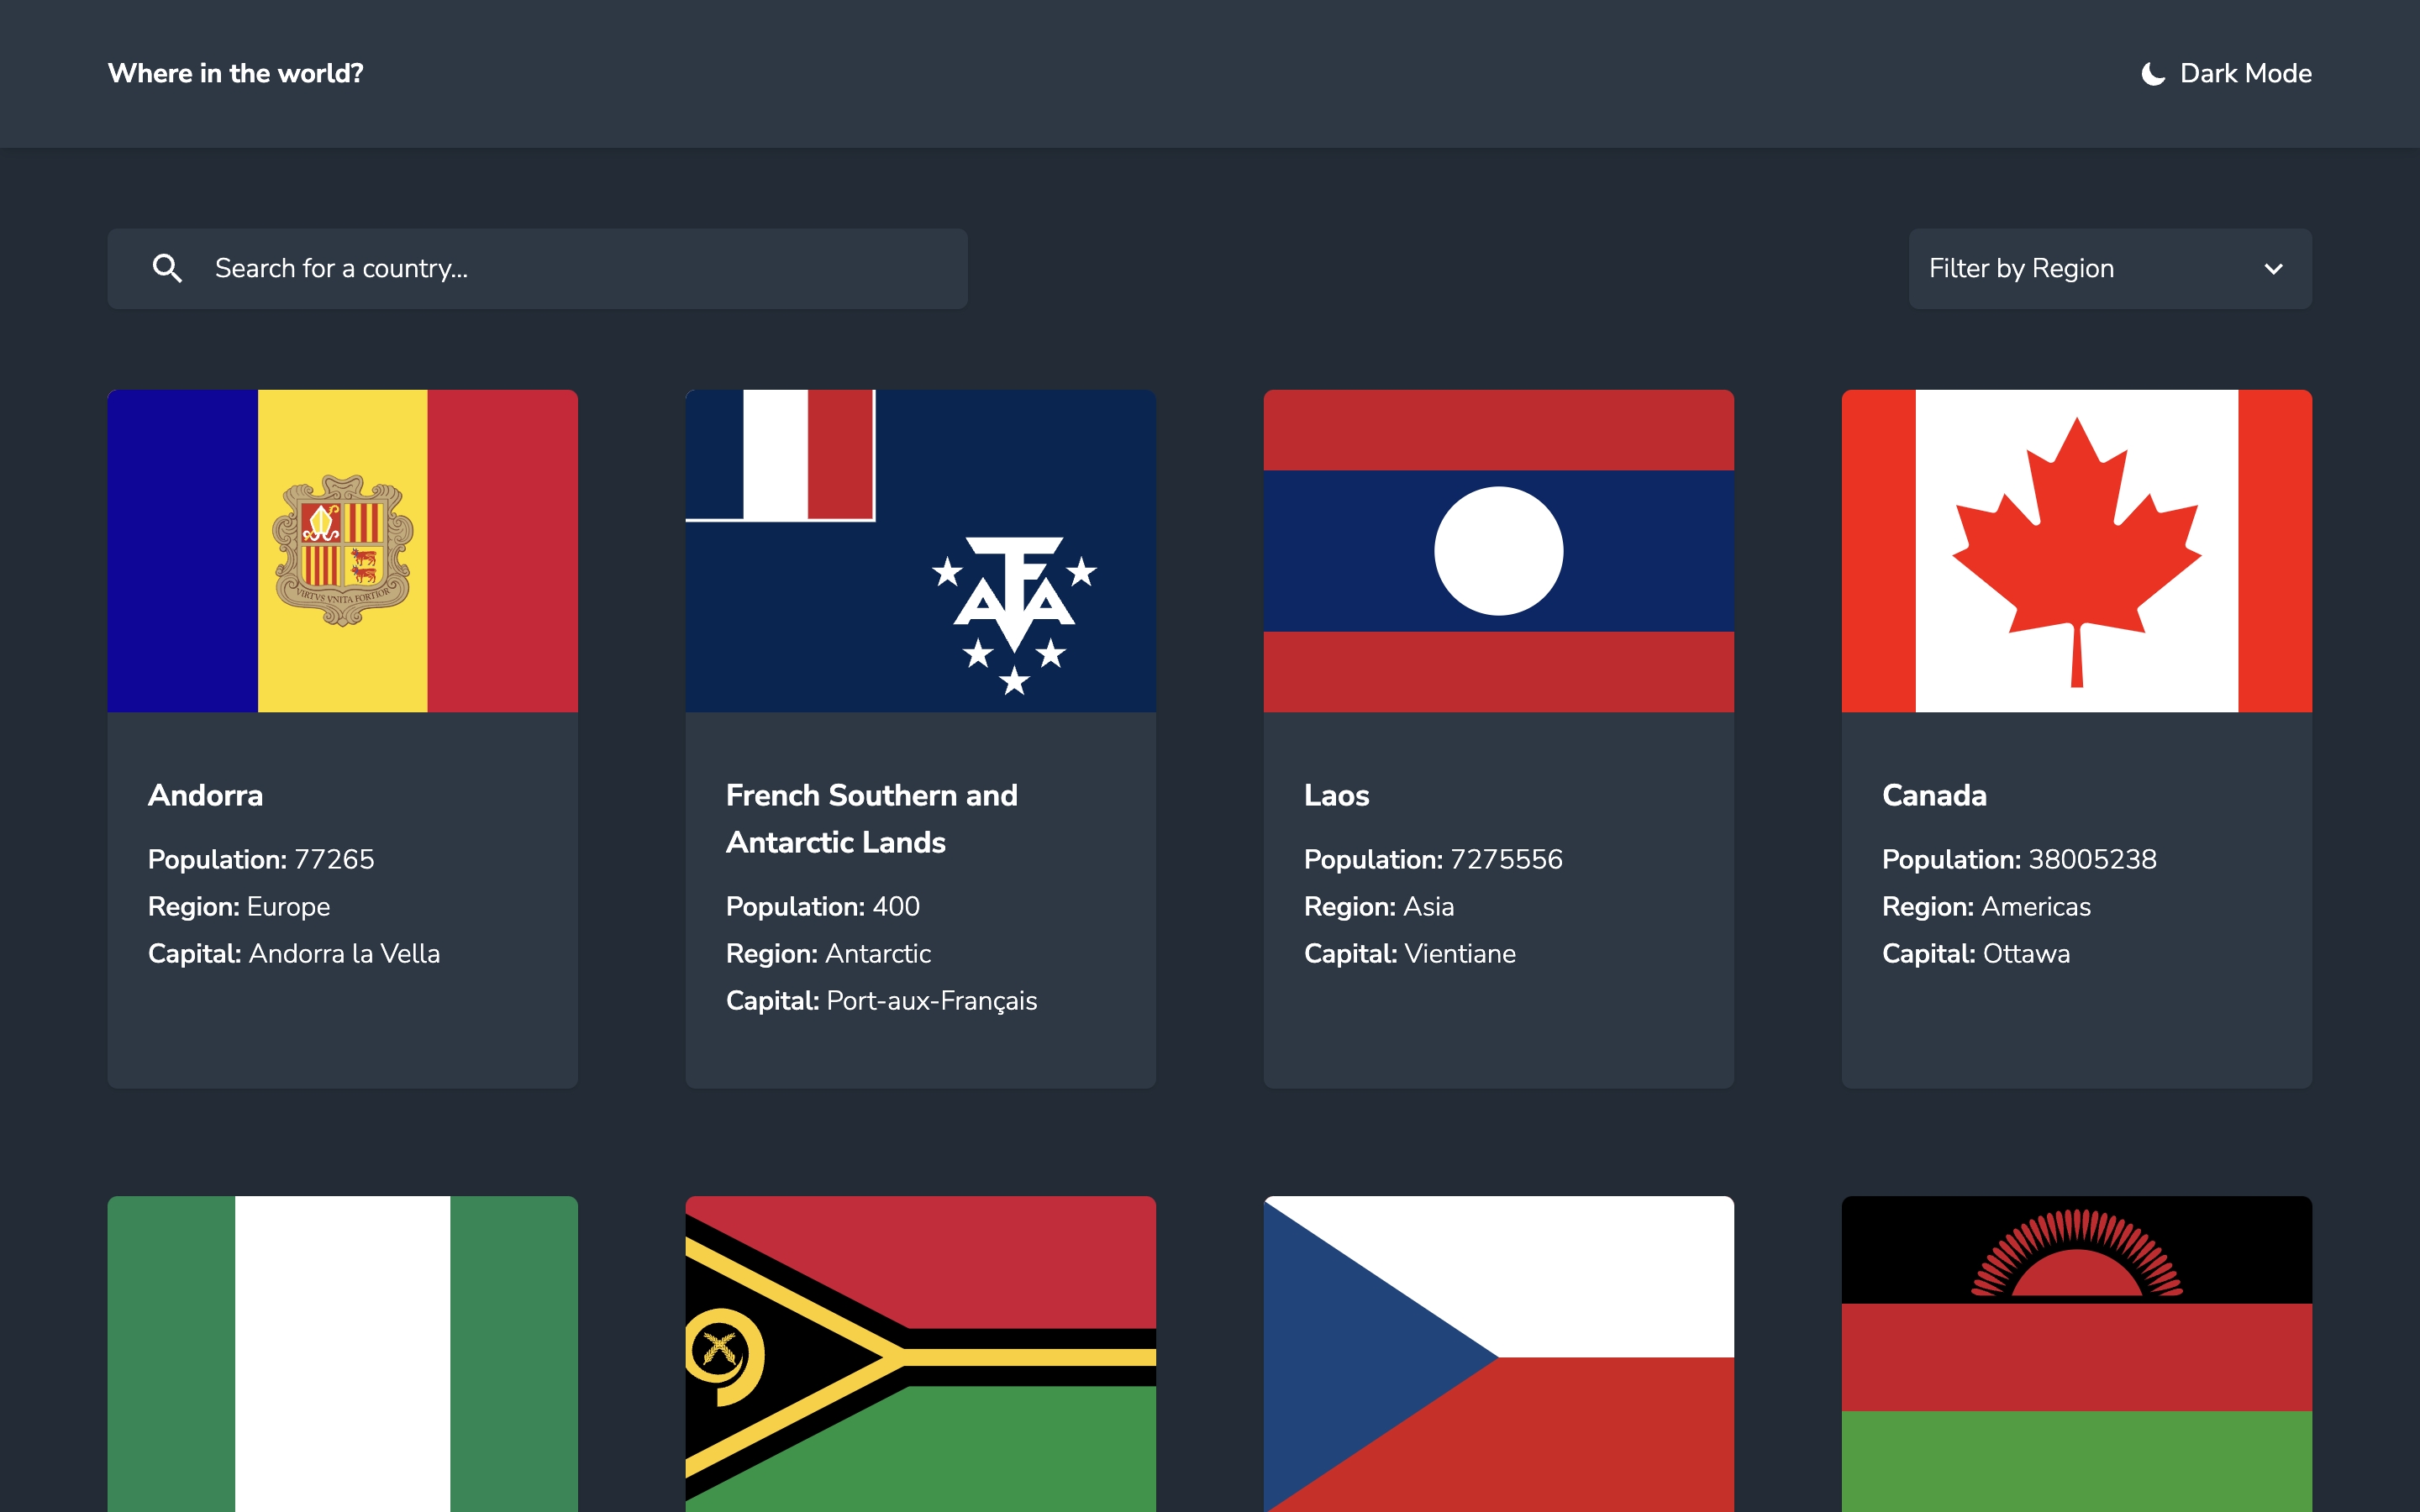 Where in the world?
Dark Mode
Search for a country...
Filter by Region
VIRTVS VNITA FORTIOR
Andorra
Population: 77265
Region: Europe
Capital: Andorra la Vella
French Southern and
Antarctic Lands
Population: 400
Region: Antarctic
Capital: Port-aux-Français
Laos
Population: 7275556
Region: Asia
Capital: Vientiane
Canada
Population: 38005238
Region: Americas
Capital: Ottawa